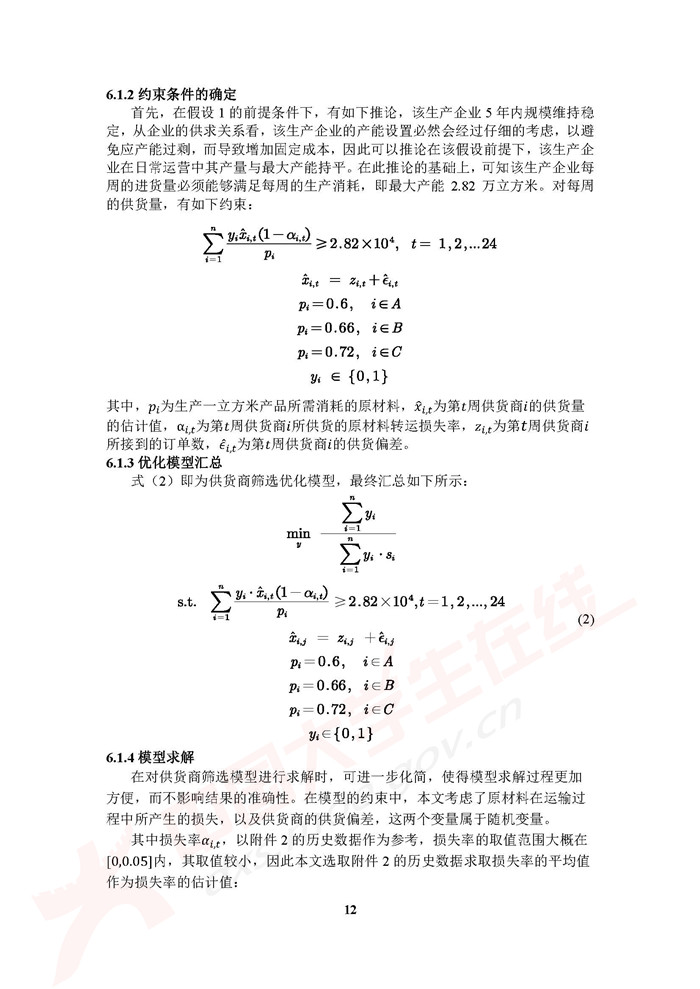 6.1.2 约束条件的确定
首先，在假设 1 的前提条件下，有如下推论，该生产企业 5 年内规模维持稳
定，从企业的供求关系看，该生产企业的产能设置必然会经过仔细的考虑，以避
免应产能过剩，而导致增加固定成本，因此可以推论在该假设前提下，该生产企
业在日常运营中其产量与最大产能持平。在此推论的基础上，可知该生产企业每
周的进货量必须能够满足每周的生产消耗，即最大产能 2.82 万立方米。对每周
的供货量，有如下约束：
\sum_{i=1}^{n} \frac{y_i \hat{x}_{i,t}(1-\alpha_{i,t})}{p_i} ⩾ 2.82×10⁴, t = 1,2,...24
\hat{x}_{i,t} = z_{i,t} + \hat{\epsilon}_{i,t}
p_i=0.6, i∈A
p_i=0.66, i∈B
p_i=0.72, i∈C
y_i ∈ {0,1}
其中，p_i为生产一立方米产品所需消耗的原材料，\hat{x}_{i,t}为第t周供货商i的供货量
的估计值，α_{i,t}为第t周供货商i所供货的原材料转运损失率，z_{i,t}为第t周供货商i
所接到的订单数，\hat{\epsilon}_{i,t}为第t周供货商i的供货偏差。
6.1.3 优化模型汇总
式（2）即为供货商筛选优化模型，最终汇总如下所示：
\min_{y} \frac{\sum_{i=1}^{n} y_i}{\sum_{i=1}^{n} y_i · s_i}
s.t. \sum_{i=1}^{n} \frac{y_i · \hat{x}_{i,t}(1-\alpha_{i,t})}{p_i} ⩾ 2.82×10⁴,t=1,2,...,24
(2)
\hat{x}_{i,j} = z_{i,j} + \hat{\epsilon}_{i,j}
p_i=0.6, i∈A
p_i=0.66, i∈B
p_i=0.72, i∈C
y_i∈{0,1}
6.1.4 模型求解
在对供货商筛选模型进行求解时，可进一步化简，使得模型求解过程更加
方便，而不影响结果的准确性。在模型的约束中，本文考虑了原材料在运输过
程中所产生的损失，以及供货商的供货偏差，这两个变量属于随机变量。
其中损失率α_{i,t}，以附件 2 的历史数据作为参考，损失率的取值范围大概在
[0,0.05]内，其取值较小，因此本文选取附件 2 的历史数据求取损失率的平均值
作为损失率的估计值：
12